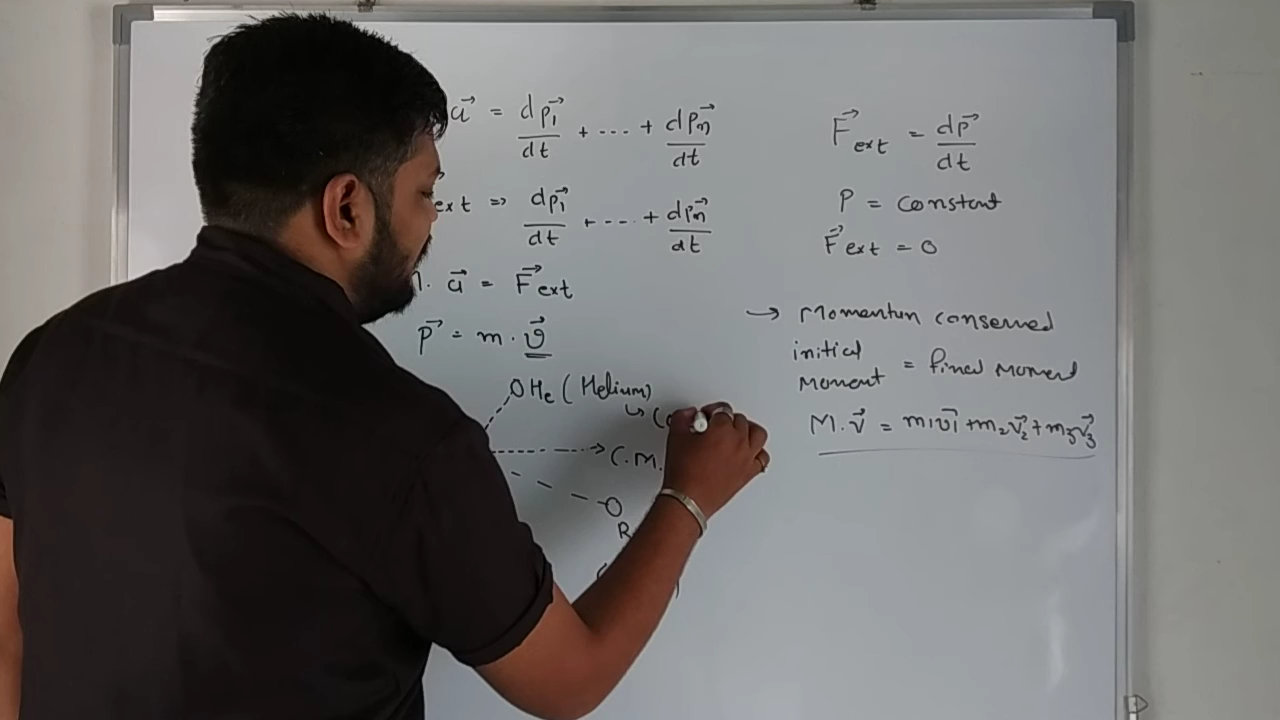 a⃗ = dp⃗1/dt + --- + dp⃗n/dt
ext ⇒ dp⃗1/dt + --- + dp⃗n/dt
. a⃗ = F⃗ext
p⃗ = m . v⃗
He (Helium)
C.M.
R
F⃗ext = dp⃗/dt
P = constant
F⃗ext = 0
→ Momentum conserved
initial
moment = final moment
M.v⃗ = m1v⃗1 + m2v⃗2 + m3v⃗3